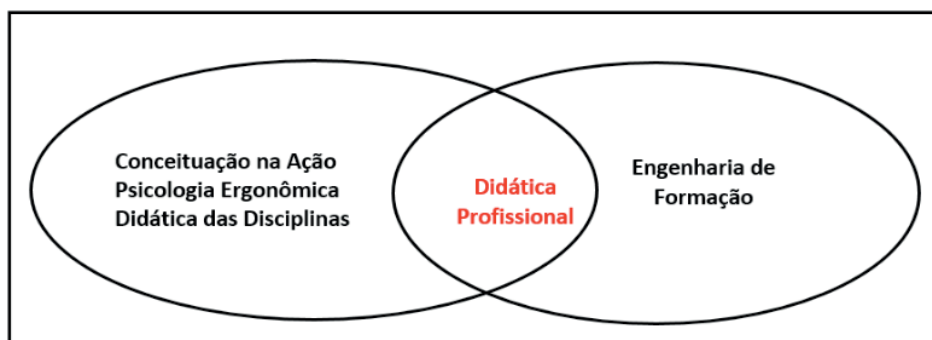 Conceituação na Ação
Psicologia Ergonômica
Didática das Disciplinas
Didática
Profissional
Engenharia de
Formação